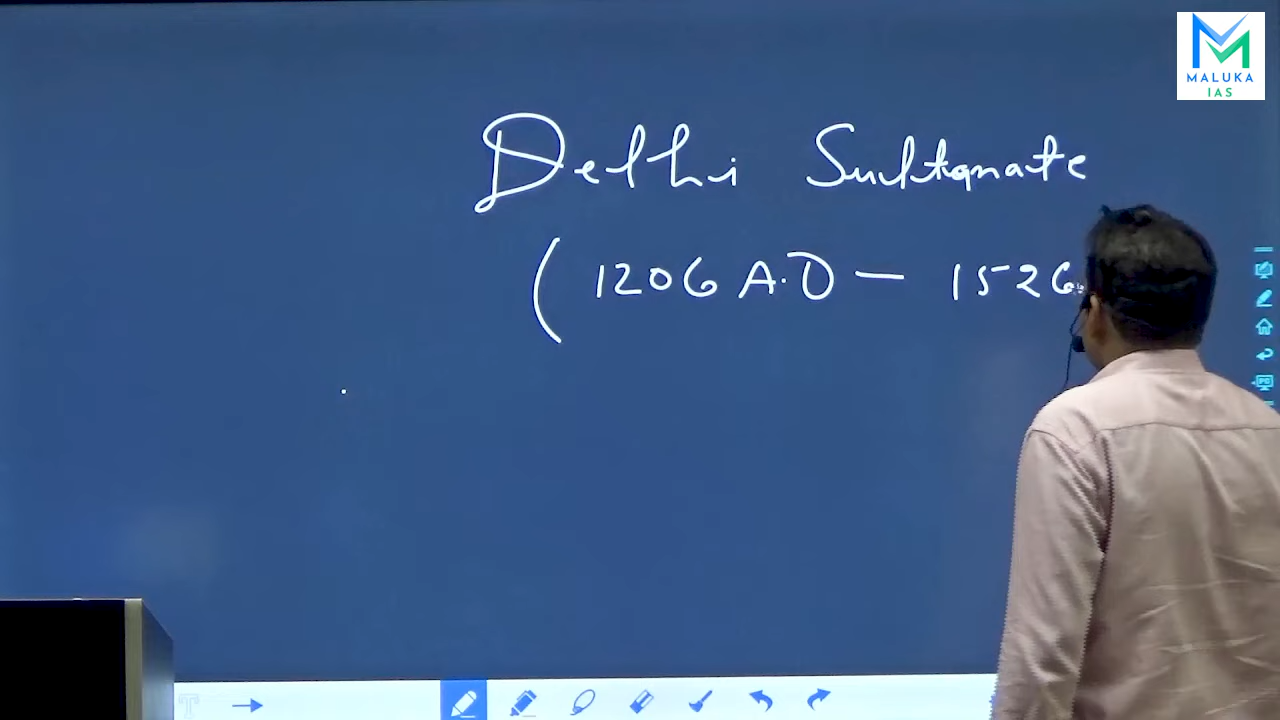 MALUKA
IAS
Delhi Sultanate
(1206 A.D — 1526